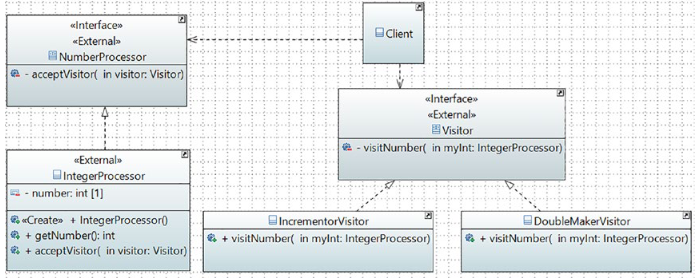 «Interface»
«External»
NumberProcessor
- acceptVisitor( in visitor: Visitor)
Client
«Interface»
«External»
Visitor
- visitNumber( in myInt: IntegerProcessor)
«External»
IntegerProcessor
- number: int [1]
«Create» + IntegerProcessor()
+ getNumber(): int
+ acceptVisitor( in visitor: Visitor)
IncrementorVisitor
+ visitNumber( in myInt: IntegerProcessor)
DoubleMakerVisitor
+ visitNumber( in myInt: IntegerProcessor)